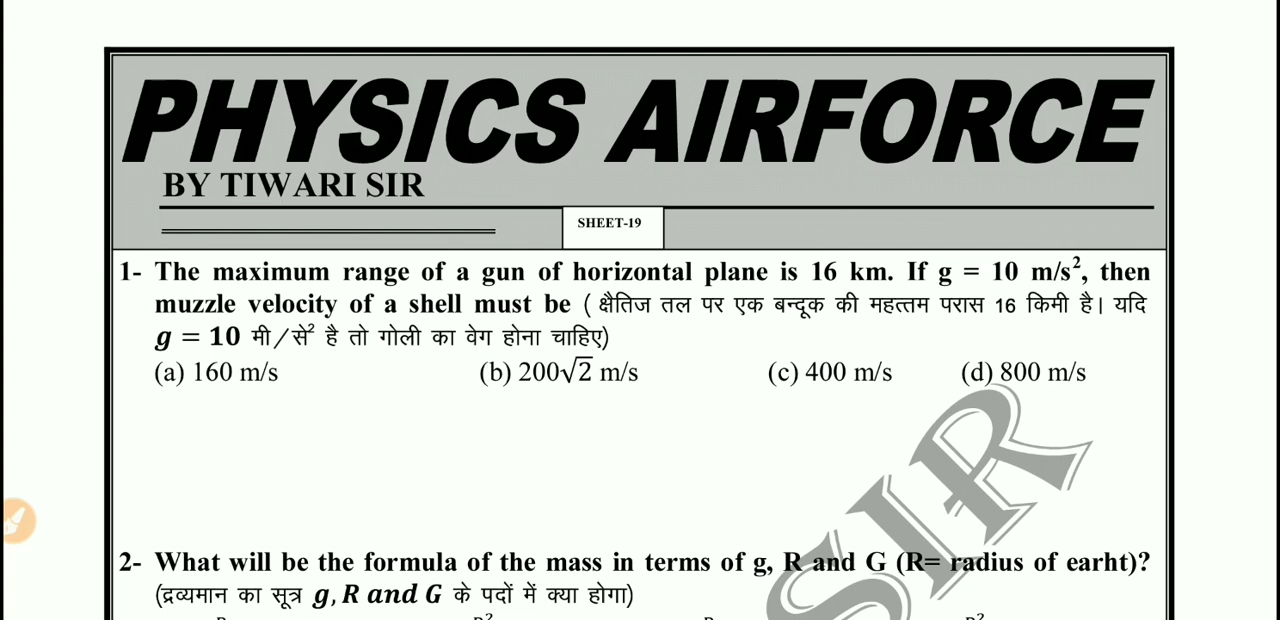 PHYSICS AIRFORCE
BY TIWARI SIR
SHEET-19
1- The maximum range of a gun of horizontal plane is 16 km. If g = 10 m/s², then
muzzle velocity of a shell must be ( क्षैतिज तल पर एक बन्दूक की महत्तम परास 16 किमी है। यदि
g = 10 मी/से² है तो गोली का वेग होना चाहिए)
(a) 160 m/s (b) 200√2 m/s (c) 400 m/s (d) 800 m/s
SIR
2- What will be the formula of the mass in terms of g, R and G (R= radius of earht)?
(द्रव्यमान का सूत्र g, R and G के पदों में क्या होगा)